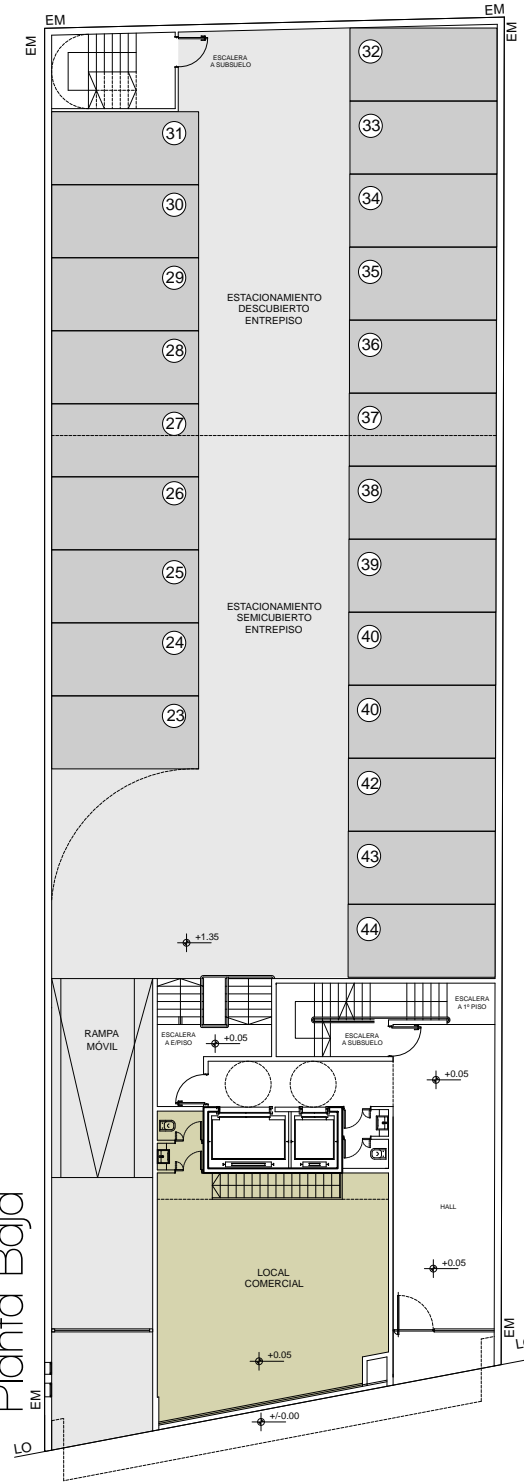 EM
EM
EM
EM
ESCALERA
A SUBSUELO
32
31
33
30
34
29
35
ESTACIONAMIENTO
DESCUBIERTO
ENTREPISO
28
36
27
37
26
38
25
39
ESTACIONAMIENTO
SEMICUBIERTO
ENTREPISO
24
40
23
40
42
43
44
+1.35
RAMPA
MÓVIL
ESCALERA
A E/PISO
+0.05
ESCALERA
A SUBSUELO
ESCALERA
A 1º PISO
+0.05
HALL
+0.05
LOCAL
COMERCIAL
+0.05
+/-0.00
Planta Baja
EM
EM
LO
LO